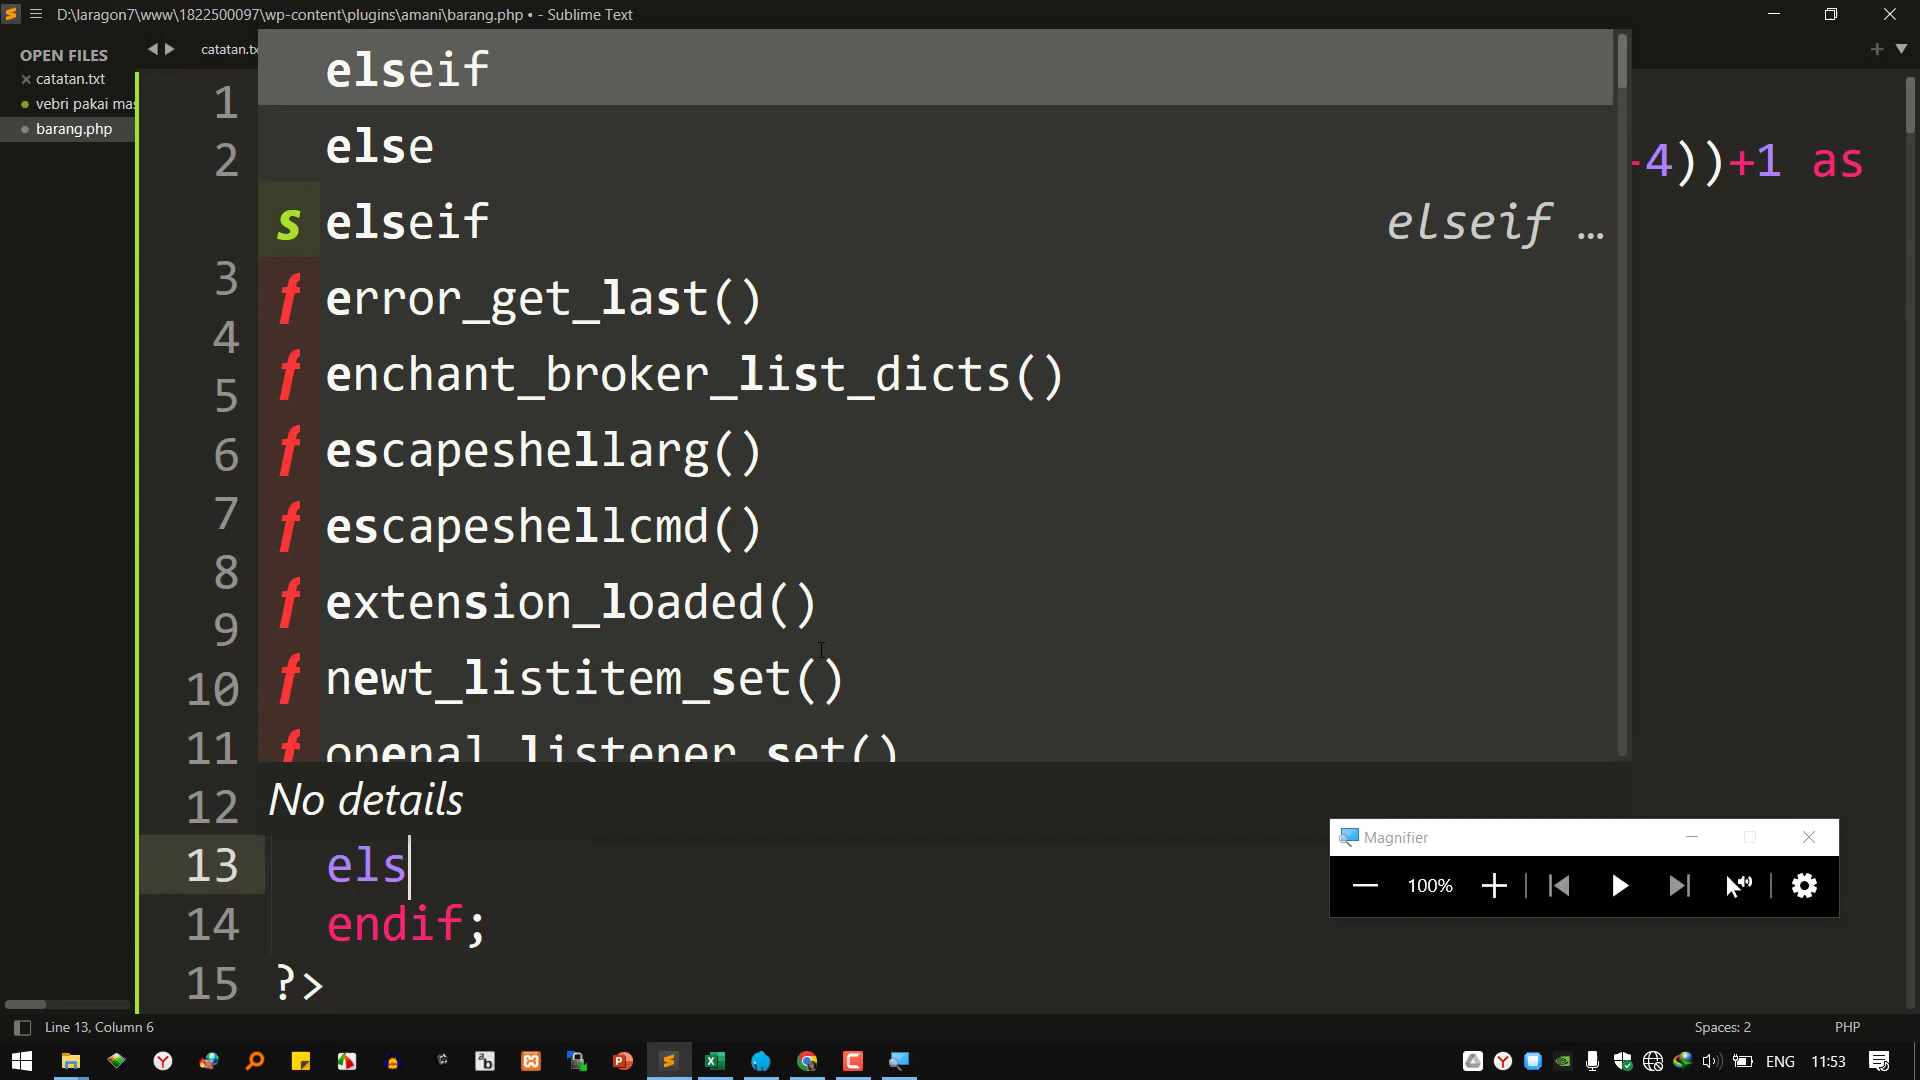 D:\laragon7\www\1822500097\wp-content\plugins\amani\barang.php • - Sublime Text
OPEN FILES
catatan.txt
vebri pakai mas
barang.php
catatan.tx
1
2
-4))+1 as
3
4
5
6
7
8
9
10
11
12
elseif
else
s elseif elseif …
f error_get_last()
f enchant_broker_list_dicts()
f escapeshellarg()
f escapeshellcmd()
f extension_loaded()
f newt_listitem_set()
f openal_listener_set()
No details
13 els
14 endif;
15 ?>
Magnifier
100%
Line 13, Column 6
Spaces: 2
PHP
ENG
11:53